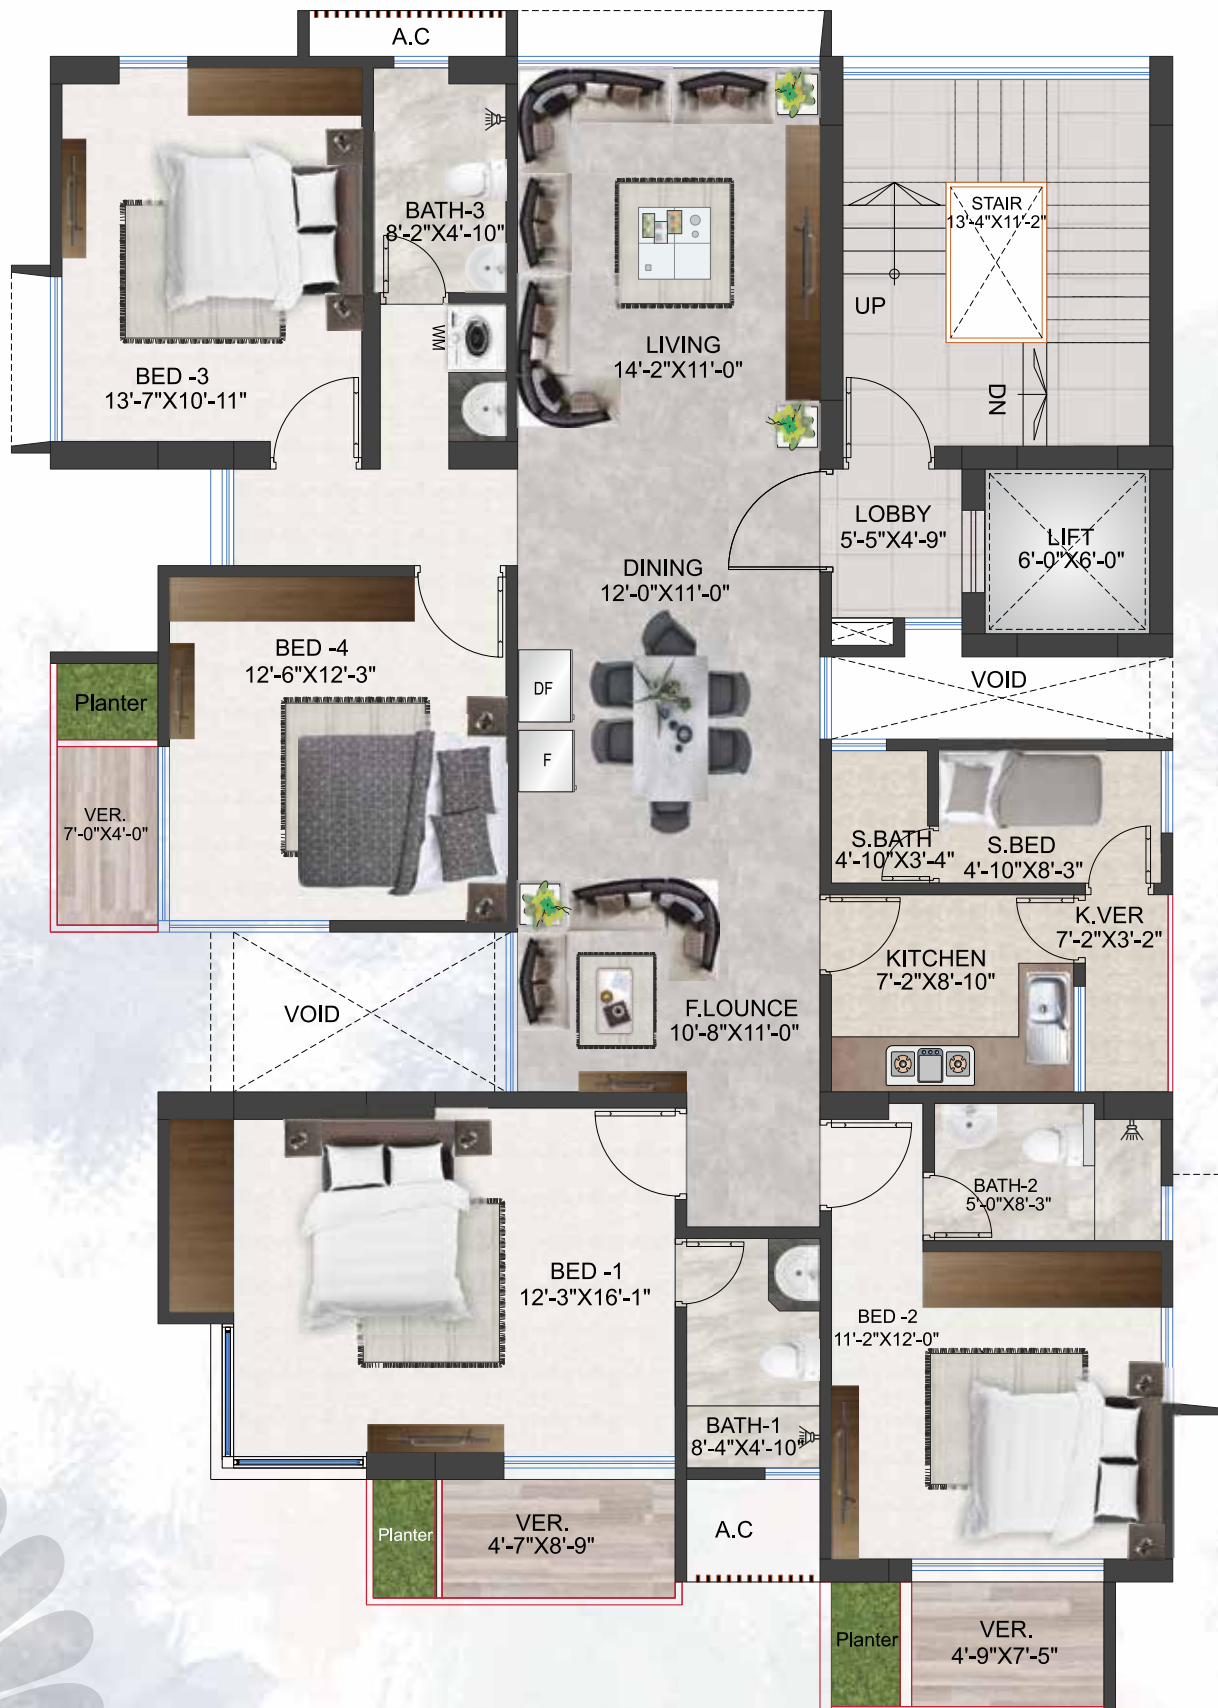 A.C
STAIR
13'-4"X11'-2"
BATH-3
8'-2"X4'-10"
UP
WM
LIVING
14'-2"X11'-0"
BED -3
13'-7"X10'-11"
DN
LOBBY
5'-5"X4'-9"
LIFT
6'-0"X6'-0"
DINING
12'-0"X11'-0"
BED -4
12'-6"X12'-3"
VOID
DF
Planter
F
VER.
7'-0"X4'-0"
S.BATH
4'-10"X3'-4"
S.BED
4'-10"X8'-3"
K.VER
7'-2"X3'-2"
KITCHEN
7'-2"X8'-10"
VOID
F.LOUNCE
10'-8"X11'-0"
BATH-2
5'-0"X8'-3"
BED -1
12'-3"X16'-1"
BED -2
11'-2"X12'-0"
BATH-1
8'-4"X4'-10"
VER.
4'-7"X8'-9"
Planter
A.C
VER.
4'-9"X7'-5"
Planter